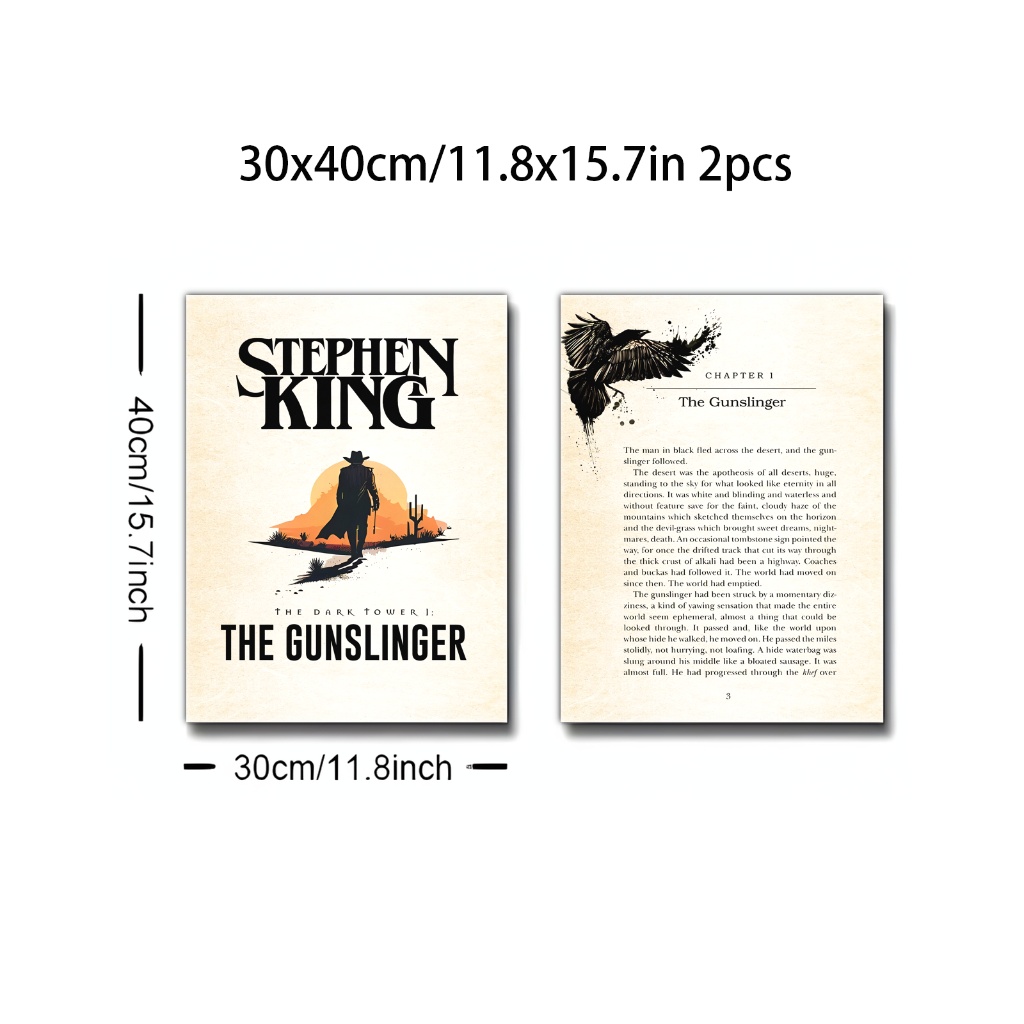 30x40cm/11.8x15.7in 2pcs
40cm/15.7inch
STEPHEN
KING
THE DARK TOWER I:
THE GUNSLINGER
30cm/11.8inch
CHAPTER 1
The Gunslinger
The man in black fled across the desert, and the gun-
slinger followed.
The desert was the apotheosis of all deserts, huge,
standing to the sky for what looked like eternity in all
directions. It was white and blinding and waterless and
without feature save for the faint, cloudy haze of the
mountains which sketched themselves on the horizon
and the devil-grass which brought sweet dreams, night-
mares, death. An occasional tombstone sign pointed the
way, for once the drifted track that cut its way through
the thick crust of alkali had been a highway. Coaches
and buckas had followed it. The world had moved on
since then. The world had emptied.
The gunslinger had been struck by a momentary diz-
ziness, a kind of yawing sensation that made the entire
world seem ephemeral, almost a thing that could be
looked through. It passed and, like the world upon
whose hide he walked, he moved on. He passed the miles
stolidly, not hurrying, not loafing. A hide waterbag was
slung around his middle like a bloated sausage. It was
almost full. He had progressed through the khef over
3